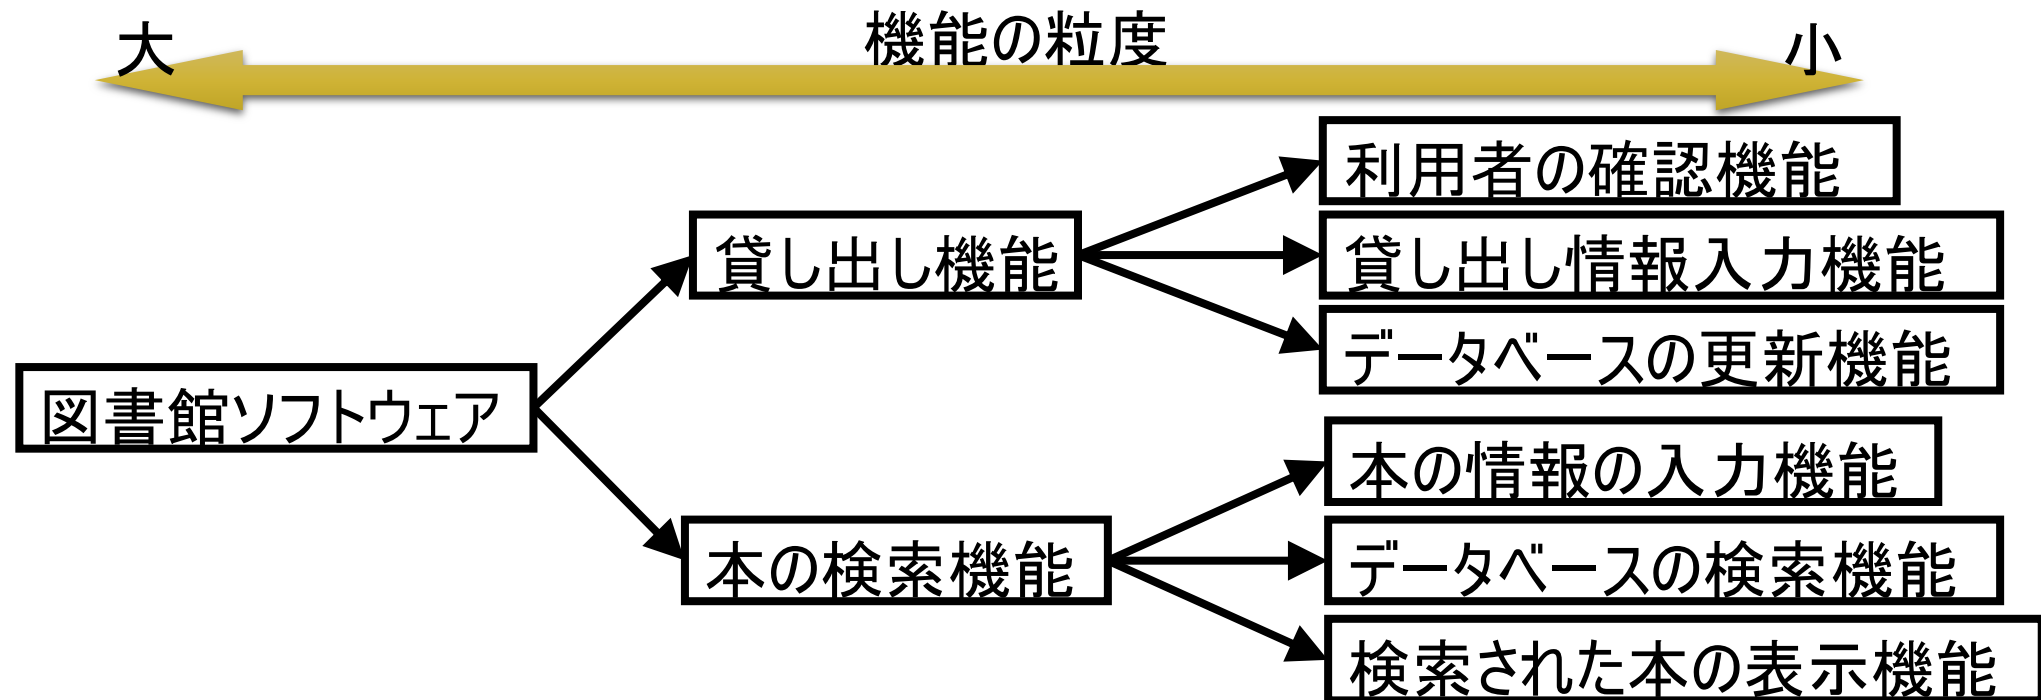 機能の粒度
大
小
利用者の確認機能
貸し出し機能
貸し出し情報入力機能
データベースの更新機能
図書館ソフトウェア
本の情報の入力機能
本の検索機能
データベースの検索機能
検索された本の表示機能